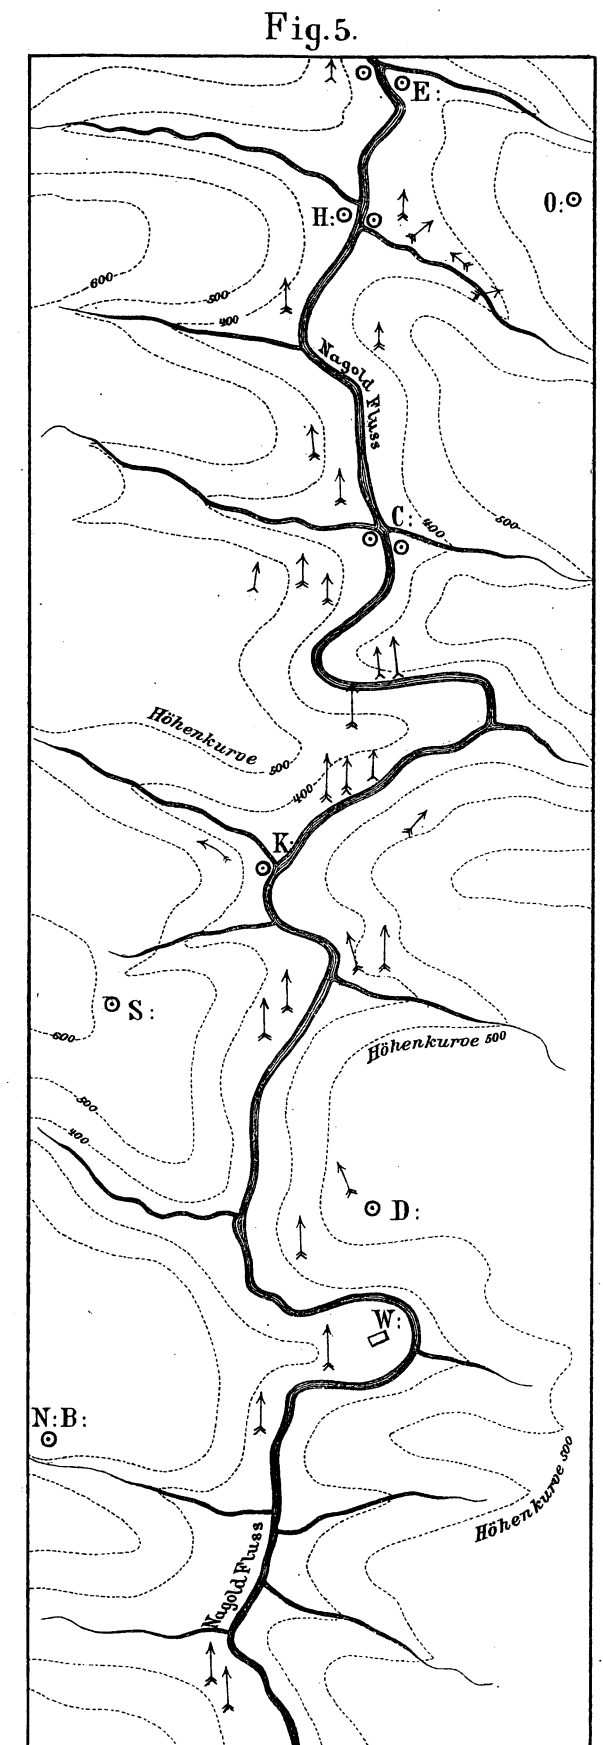 Fig. 5.
E:
O:
H:
600
500
400
Nagold Fluss
C:
400
500
Höhenkurve
500
400
K:
S:
600
Höhenkurve 500
500
400
D:
W:
N: B:
Höhenkurve 500
Nagold Fluss